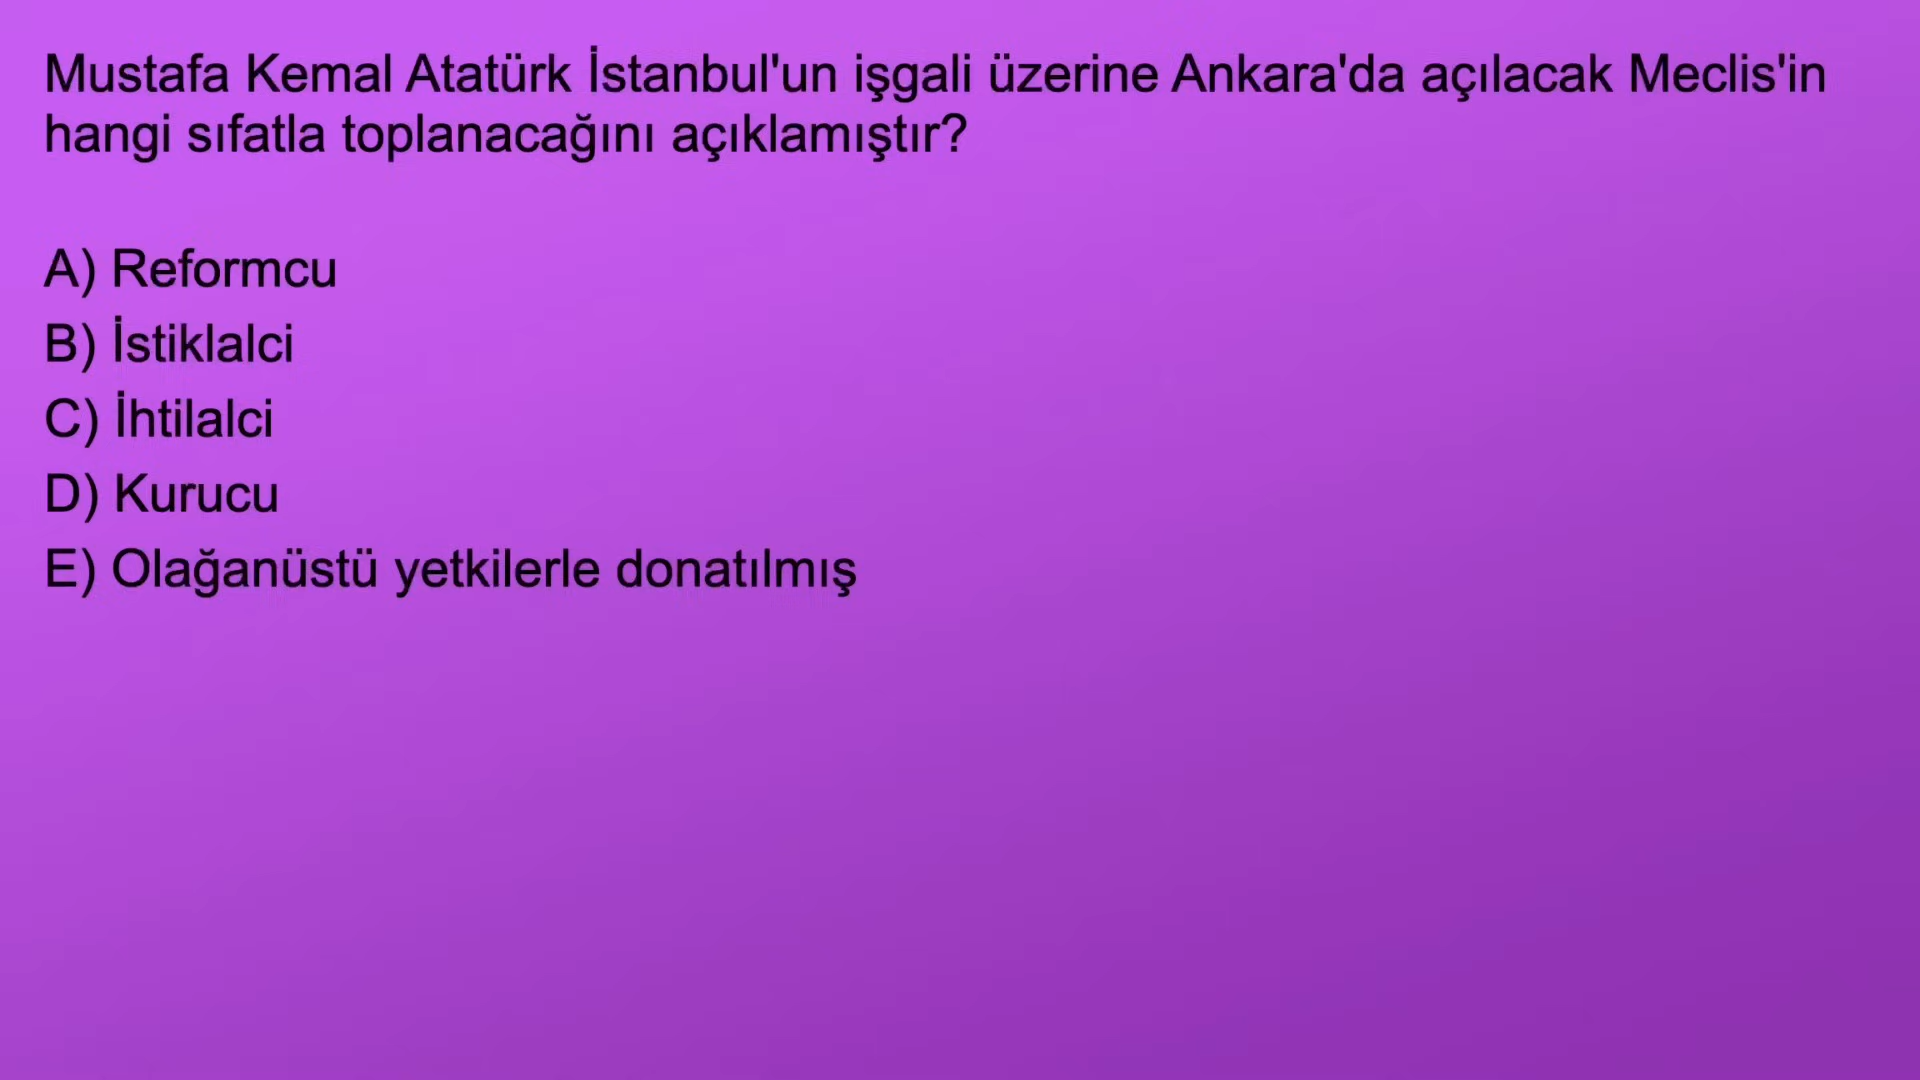 Mustafa Kemal Atatürk İstanbul'un işgali üzerine Ankara'da açılacak Meclis'in
hangi sıfatla toplanacağını açıklamıştır?
A) Reformcu
B) İstiklalci
C) İhtilalci
D) Kurucu
E) Olağanüstü yetkilerle donatılmış